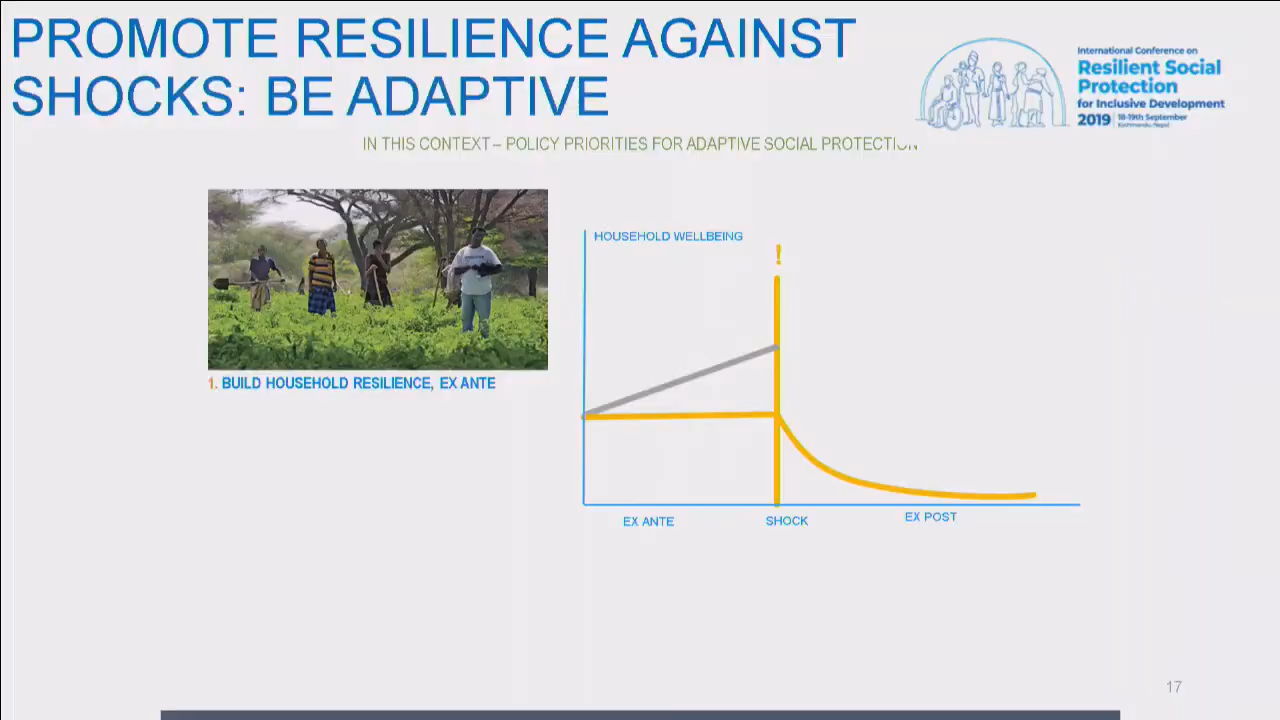 PROMOTE RESILIENCE AGAINST
SHOCKS: BE ADAPTIVE
International Conference on
Resilient Social
Protection
for Inclusive Development
2019 | 18-19th September
Kathmandu, Nepal
IN THIS CONTEXT – POLICY PRIORITIES FOR ADAPTIVE SOCIAL PROTECTION
1. BUILD HOUSEHOLD RESILIENCE, EX ANTE
HOUSEHOLD WELLBEING
!
EX ANTE
SHOCK
EX POST
17